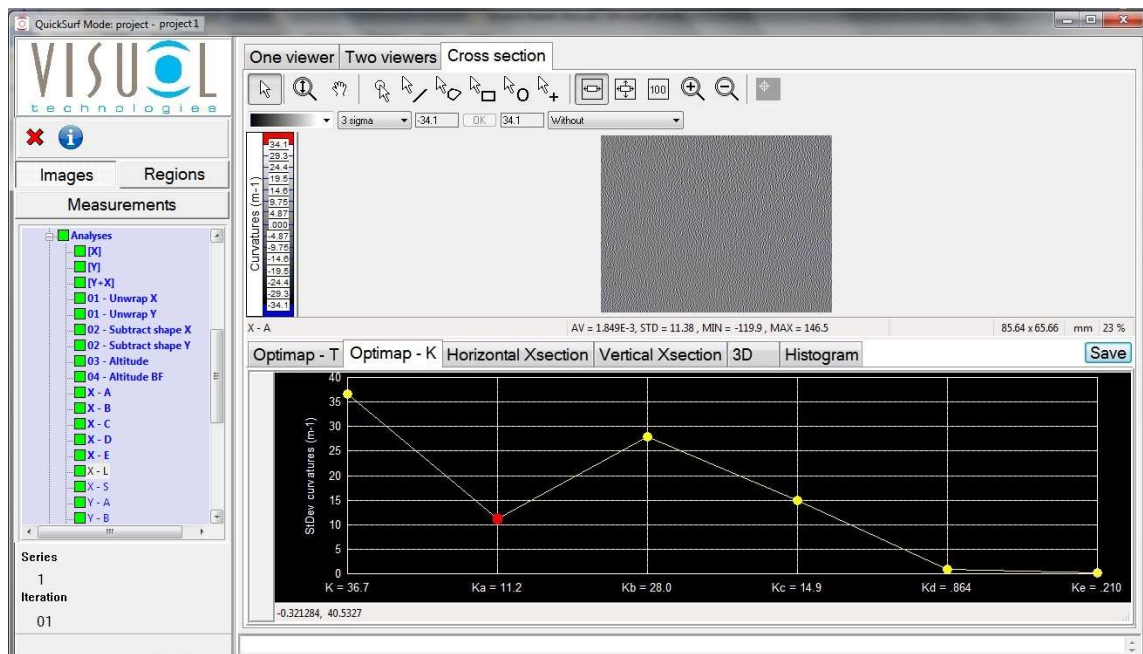 QuickSurf Mode: project - project1
VISUOL
technologies
Images
Regions
Measurements
Analyses
[X]
[Y]
[Y+X]
01 - Unwrap X
01 - Unwrap Y
02 - Subtract shape X
02 - Subtract shape Y
03 - Altitude
04 - Altitude BF
X - A
X - B
X - C
X - D
X - E
X - L
X - S
Y - A
Y - B
Series
1
Iteration
01
One viewer Two viewers Cross section
100
3 sigma -34.1 OK 34.1 Without
Curvatures (m-1)
34.1
29.3
24.4
19.5
14.6
9.75
4.87
.000
-4.87
-9.75
-14.6
-19.5
-24.4
-29.3
-34.1
X - A AV = 1.849E-3, STD = 11.38 , MIN = -119.9 , MAX = 146.5 85.64 x 65.66 mm 23 %
Optimap - T Optimap - K Horizontal Xsection Vertical Xsection 3D Histogram Save
StDev curvatures (m-1)
40
35
30
25
20
15
10
5
0
K = 36.7 Ka = 11.2 Kb = 28.0 Kc = 14.9 Kd = .864 Ke = .210
-0.321284, 40.5327